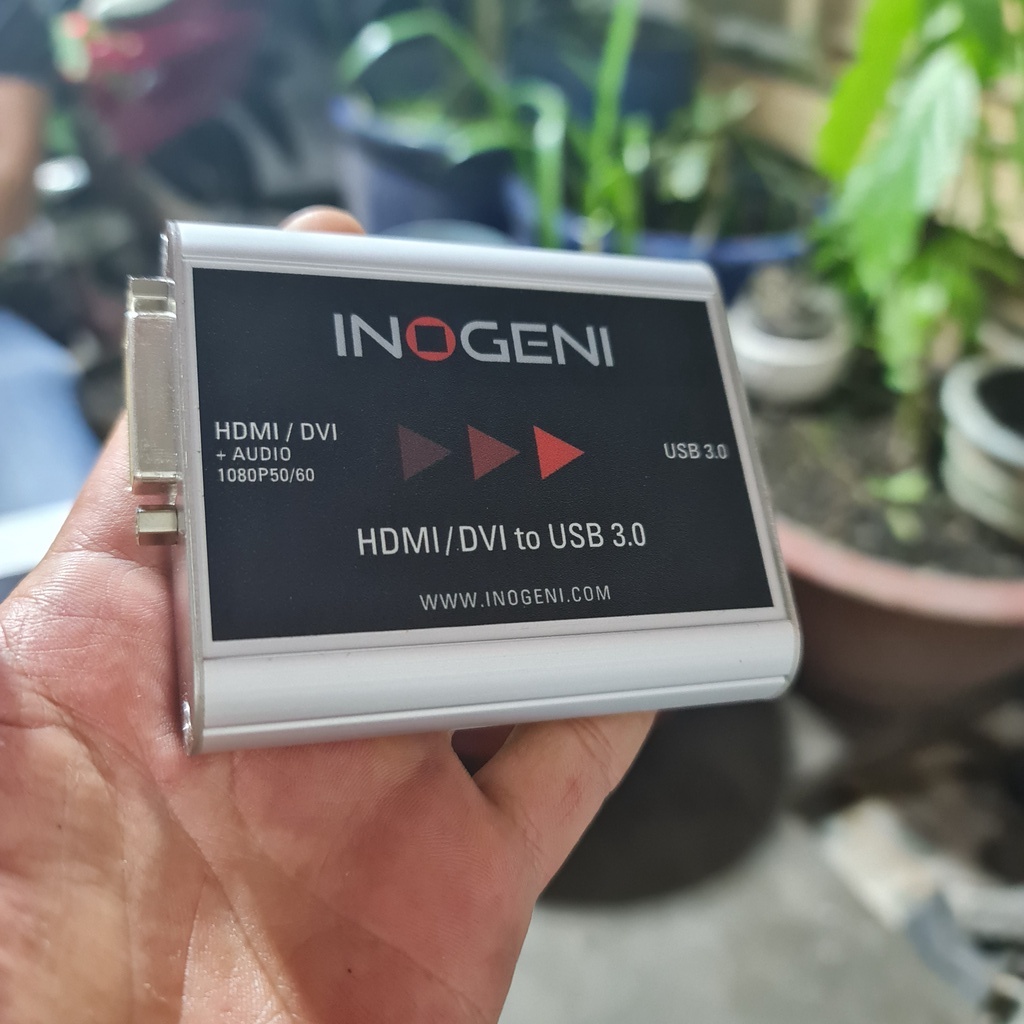 INOGENI
HDMI / DVI
+ AUDIO
1080P50/60
USB 3.0
HDMI/DVI to USB 3.0
WWW.INOGENI.COM